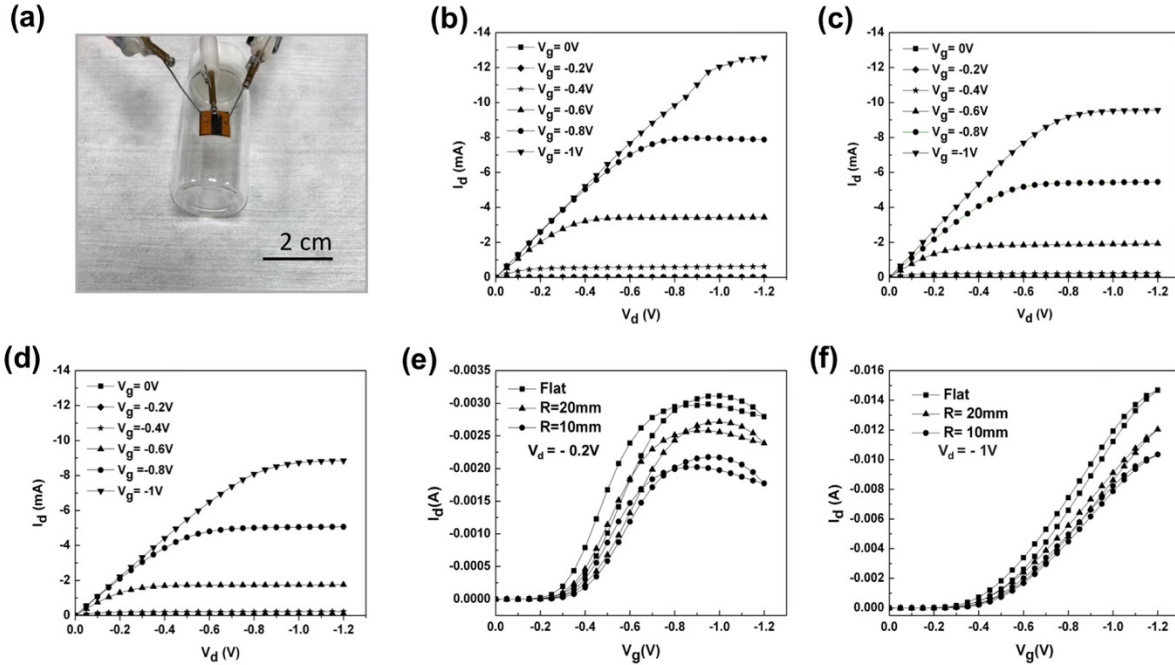 (a)
2 cm
(b)
-14
-12
-10
-8
-6
-4
-2
0
I_d (mA)
V_g= 0V
V_g= -0.2V
V_g= -0.4V
V_g= -0.6V
V_g= -0.8V
V_g= -1V
0.0 -0.2 -0.4 -0.6 -0.8 -1.0 -1.2
V_d (V)
(c)
-14
-12
-10
-8
-6
-4
-2
0
I_d (mA)
V_g= 0V
V_g= -0.2V
V_g= -0.4V
V_g= -0.6V
V_g= -0.8V
V_g= -1V
0.0 -0.2 -0.4 -0.6 -0.8 -1.0 -1.2
V_d (V)
(d)
-14
-12
-10
-8
-6
-4
-2
0
I_d (mA)
V_g= 0V
V_g= -0.2V
V_g=-0.4V
V_g= -0.6V
V_g= -0.8V
V_g= -1V
0.0 -0.2 -0.4 -0.6 -0.8 -1.0 -1.2
V_d (V)
(e)
-0.0035
-0.0030
-0.0025
-0.0020
-0.0015
-0.0010
-0.0005
0.0000
I_d(A)
Flat
R=20mm
R=10mm
V_d = - 0.2V
0.0 -0.2 -0.4 -0.6 -0.8 -1.0 -1.2
V_g(V)
(f)
-0.016
-0.014
-0.012
-0.010
-0.008
-0.006
-0.004
-0.002
0.000
I_d (A)
Flat
R= 20mm
R= 10mm
V_d = - 1V
0.0 -0.2 -0.4 -0.6 -0.8 -1.0 -1.2
V_g(V)